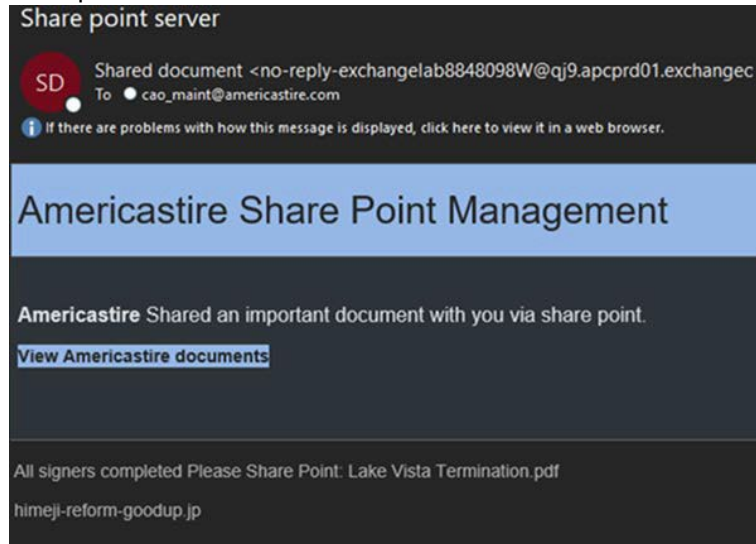 Share point server
SD
Shared document <no-reply-exchangelab8848098W@qj9.apcprd01.exchangec
To cao_maint@americastire.com
i If there are problems with how this message is displayed, click here to view it in a web browser.
Americastire Share Point Management
Americastire Shared an important document with you via share point.
View Americastire documents
All signers completed Please Share Point: Lake Vista Termination.pdf
himeji-reform-goodup.jp